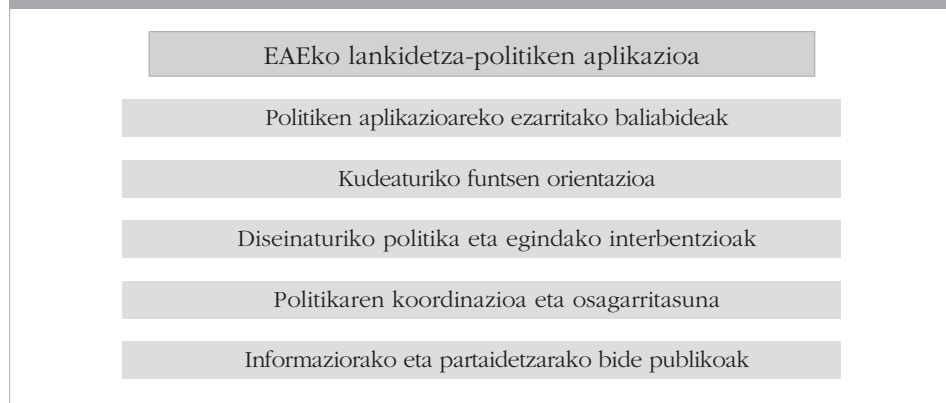 EAEko lankidetza-politiken aplikazioa
Politiken aplikazioareko ezarritako baliabideak
Kudeaturiko funtsen orientazioa
Diseinaturiko politika eta egindako interbentzioak
Politikaren koordinazioa eta osagarritasuna
Informaziorako eta partaidetzarako bide publikoak